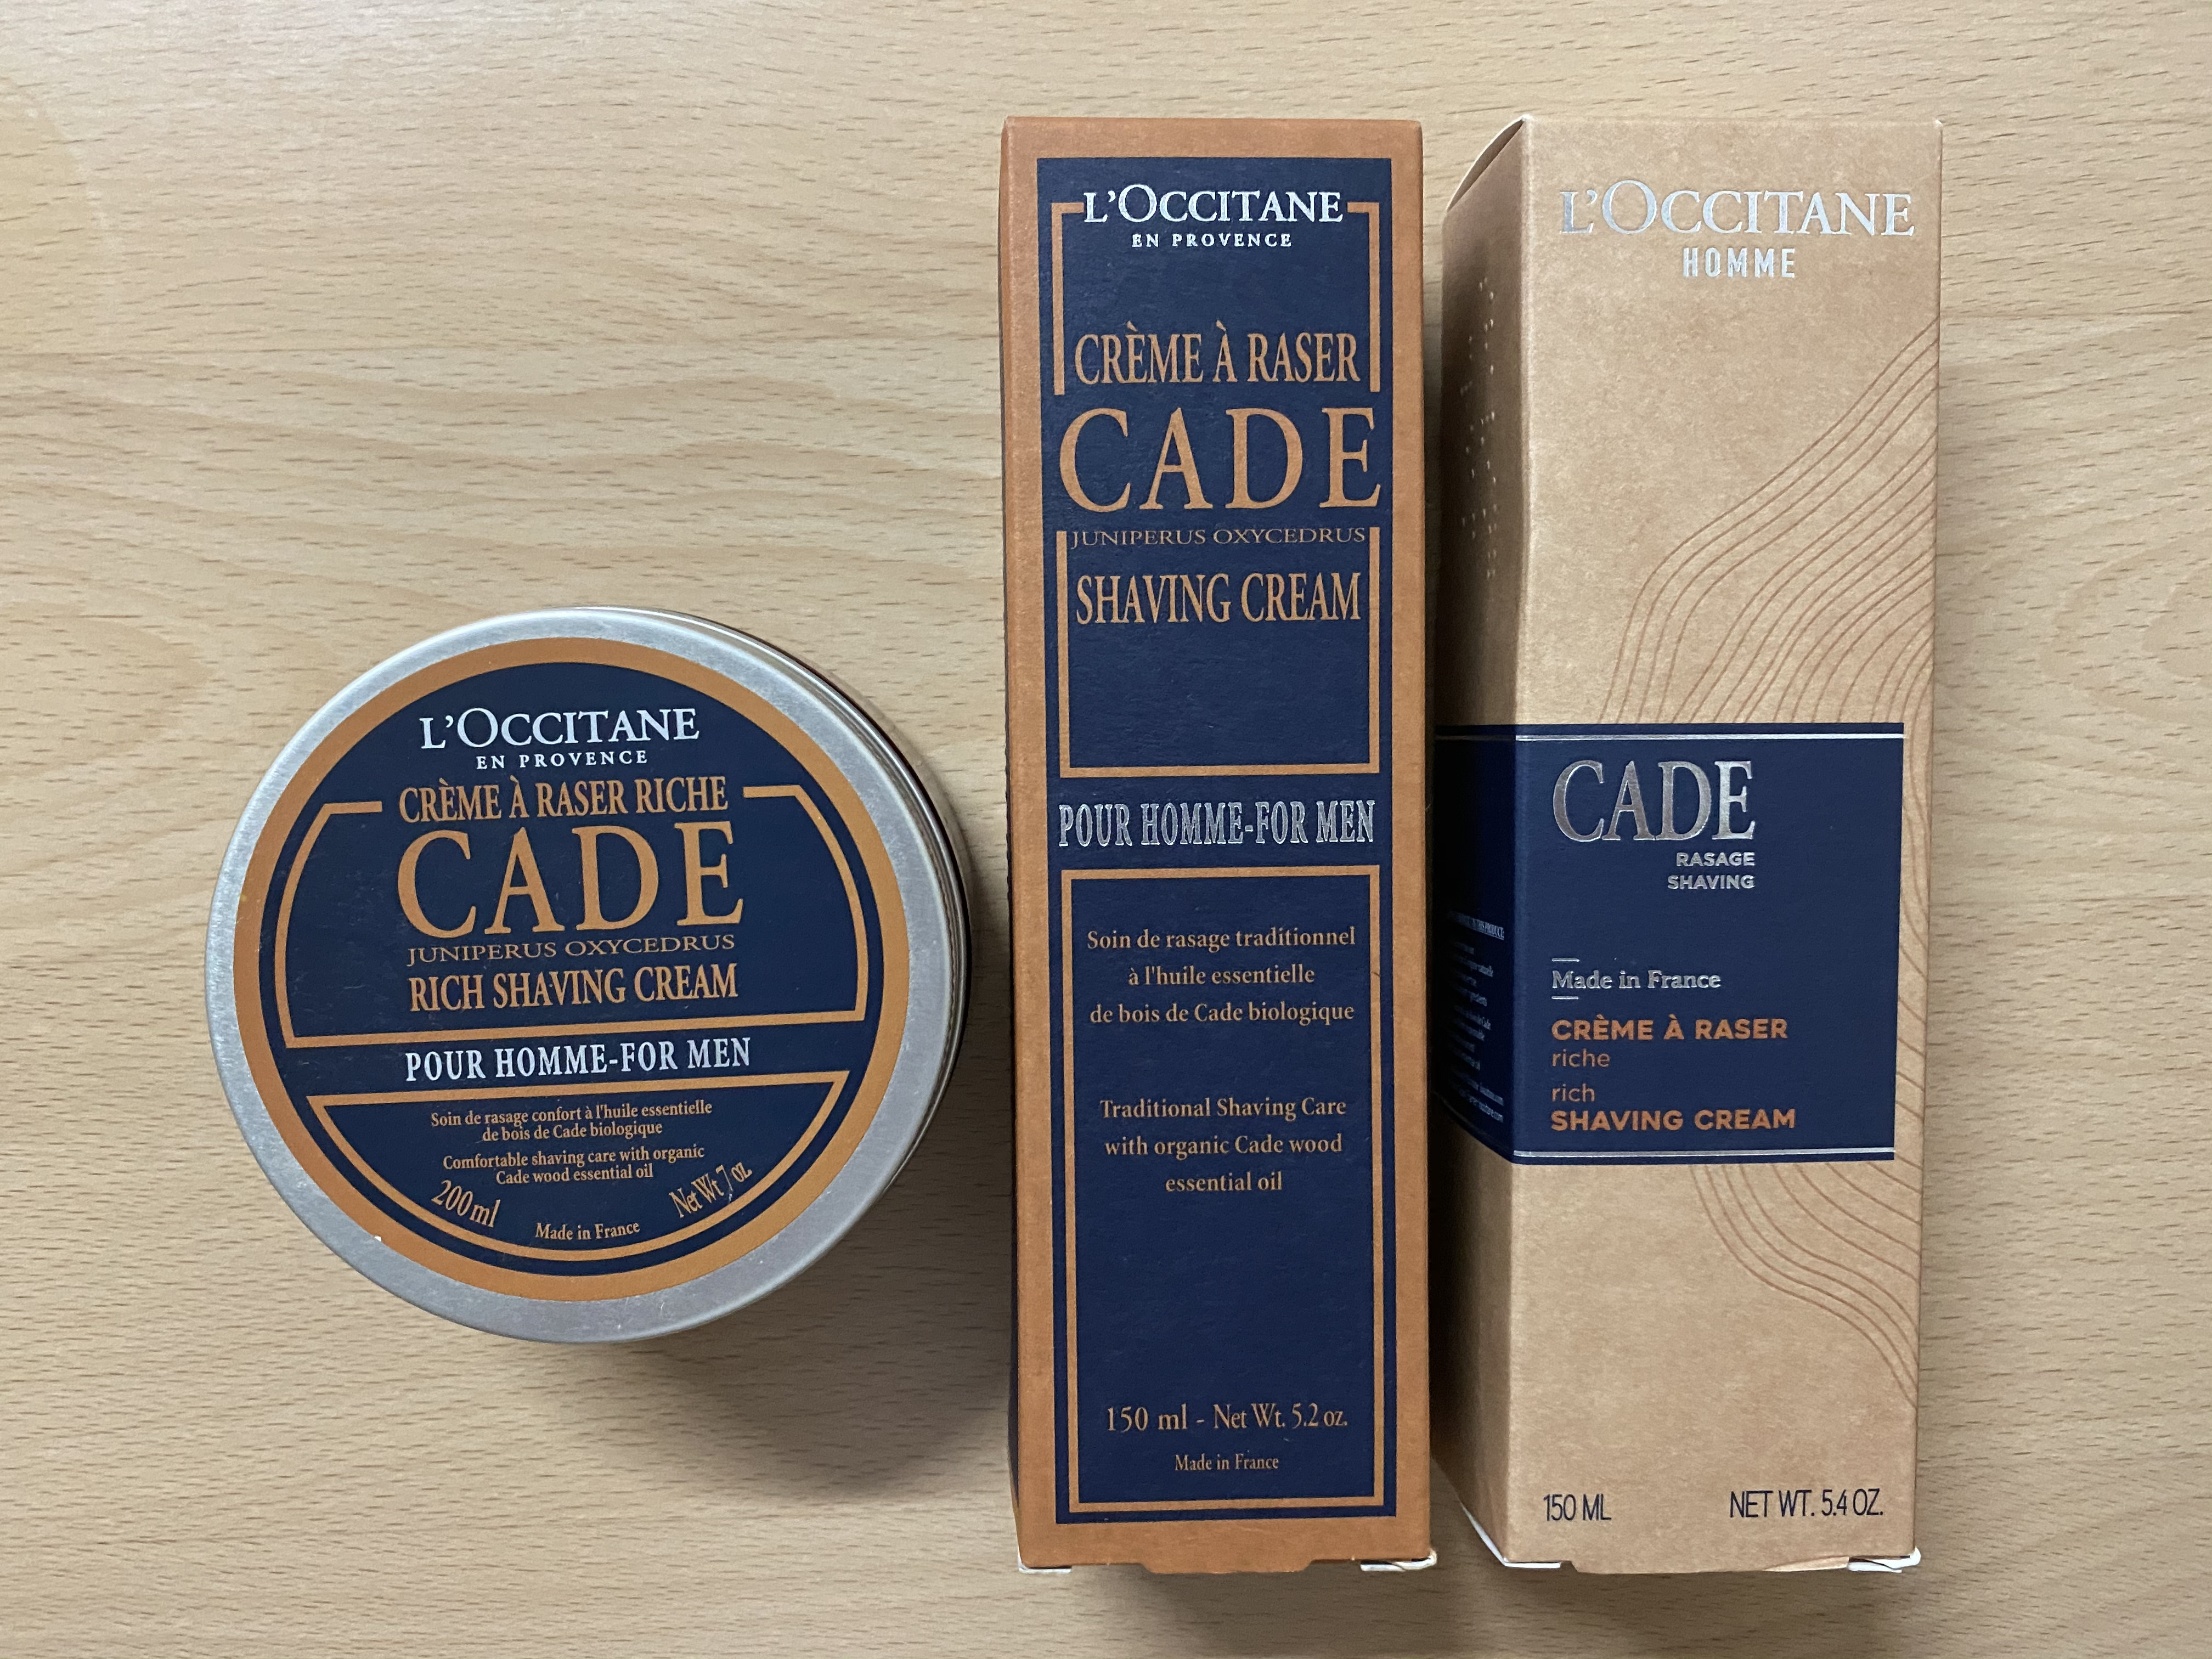 L'OCCITANE
EN PROVENCE
CRÈME À RASER RICHE
CADE
JUNIPERUS OXYCEDRUS
RICH SHAVING CREAM
POUR HOMME-FOR MEN
Soin de rasage confort à l'huile essentielle
de bois de Cade biologique
Comfortable shaving care with organic
Cade wood essential oil
200ml
Made in France
Net Wt 7 oz.
L'OCCITANE
EN PROVENCE
CRÈME À RASER
CADE
JUNIPERUS OXYCEDRUS
SHAVING CREAM
POUR HOMME-FOR MEN
Soin de rasage traditionnel
à l'huile essentielle
de bois de Cade biologique
Traditional Shaving Care
with organic Cade wood
essential oil
150 ml - Net Wt. 5.2 oz.
Made in France
L'OCCITANE
HOMME
CADE
RASAGE
SHAVING
Made in France
CRÈME À RASER
riche
rich
SHAVING CREAM
150 ML
NET WT. 5.4 OZ.